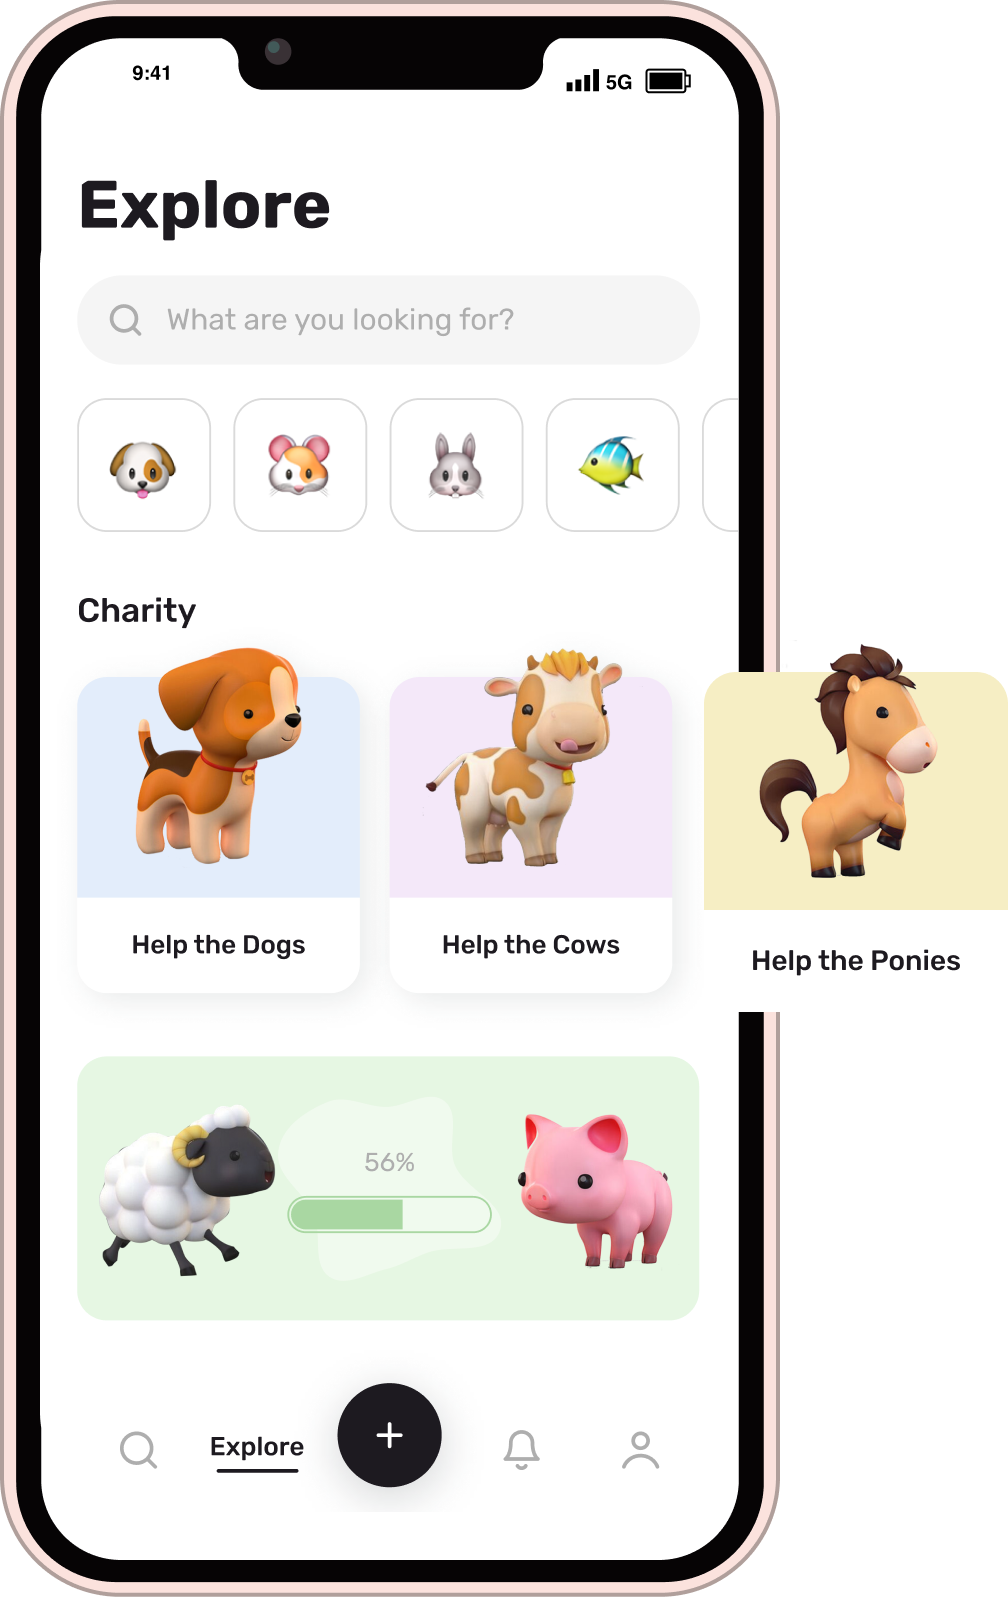 9:41
5G
Explore
What are you looking for?
Charity
Help the Dogs
Help the Cows
Help the Ponies
56%
Explore